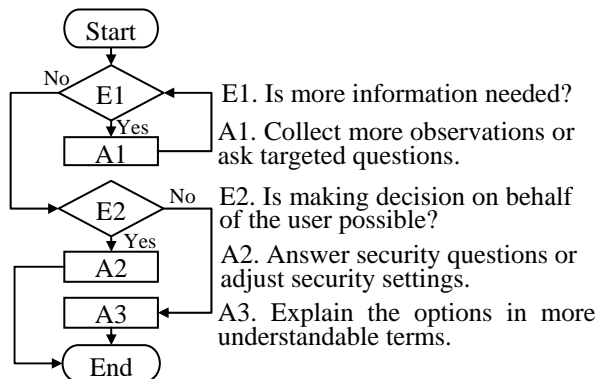 Start
No
E1
Yes
A1
E2
No
Yes
A2
A3
End
E1. Is more information needed?
A1. Collect more observations or
ask targeted questions.
E2. Is making decision on behalf
of the user possible?
A2. Answer security questions or
adjust security settings.
A3. Explain the options in more
understandable terms.